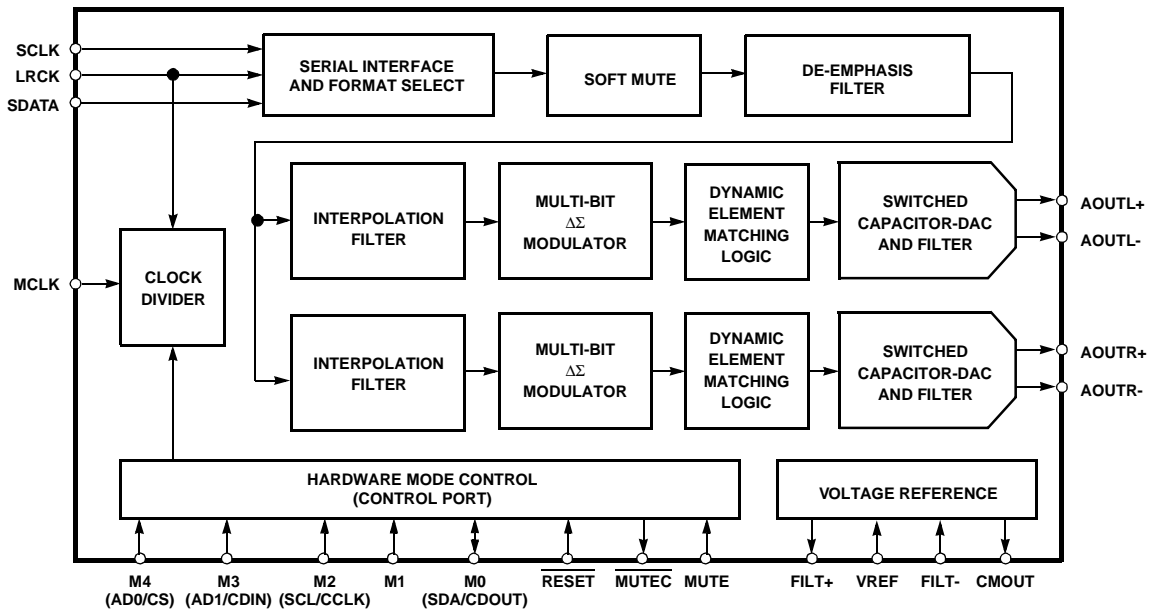 SCLK
LRCK
SDATA
SERIAL INTERFACE
AND FORMAT SELECT
SOFT MUTE
DE-EMPHASIS
FILTER
MCLK
CLOCK
DIVIDER
INTERPOLATION
FILTER
MULTI-BIT
ΔΣ
MODULATOR
DYNAMIC
ELEMENT
MATCHING
LOGIC
SWITCHED
CAPACITOR-DAC
AND FILTER
AOUTL+
AOUTL-
INTERPOLATION
FILTER
MULTI-BIT
ΔΣ
MODULATOR
DYNAMIC
ELEMENT
MATCHING
LOGIC
SWITCHED
CAPACITOR-DAC
AND FILTER
AOUTR+
AOUTR-
HARDWARE MODE CONTROL
(CONTROL PORT)
VOLTAGE REFERENCE
M4
(AD0/CS)
M3
(AD1/CDIN)
M2
(SCL/CCLK)
M1
M0
(SDA/CDOUT)
RESET
MUTEC
MUTE
FILT+
VREF
FILT-
CMOUT